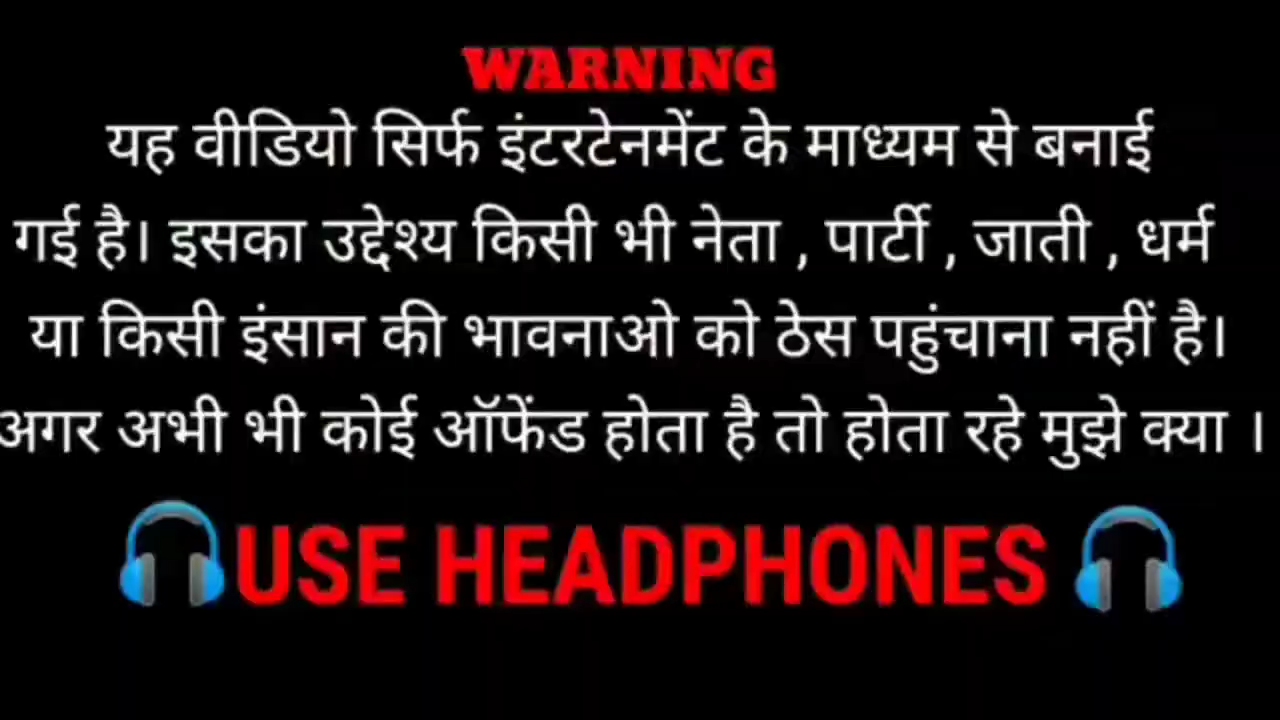 WARNING
यह वीडियो सिर्फ इंटरटेनमेंट के माध्यम से बनाई
गई है। इसका उद्देश्य किसी भी नेता , पार्टी , जाती , धर्म
या किसी इंसान की भावनाओ को ठेस पहुंचाना नहीं है।
अगर अभी भी कोई ऑफेंड होता है तो होता रहे मुझे क्या ।
USE HEADPHONES